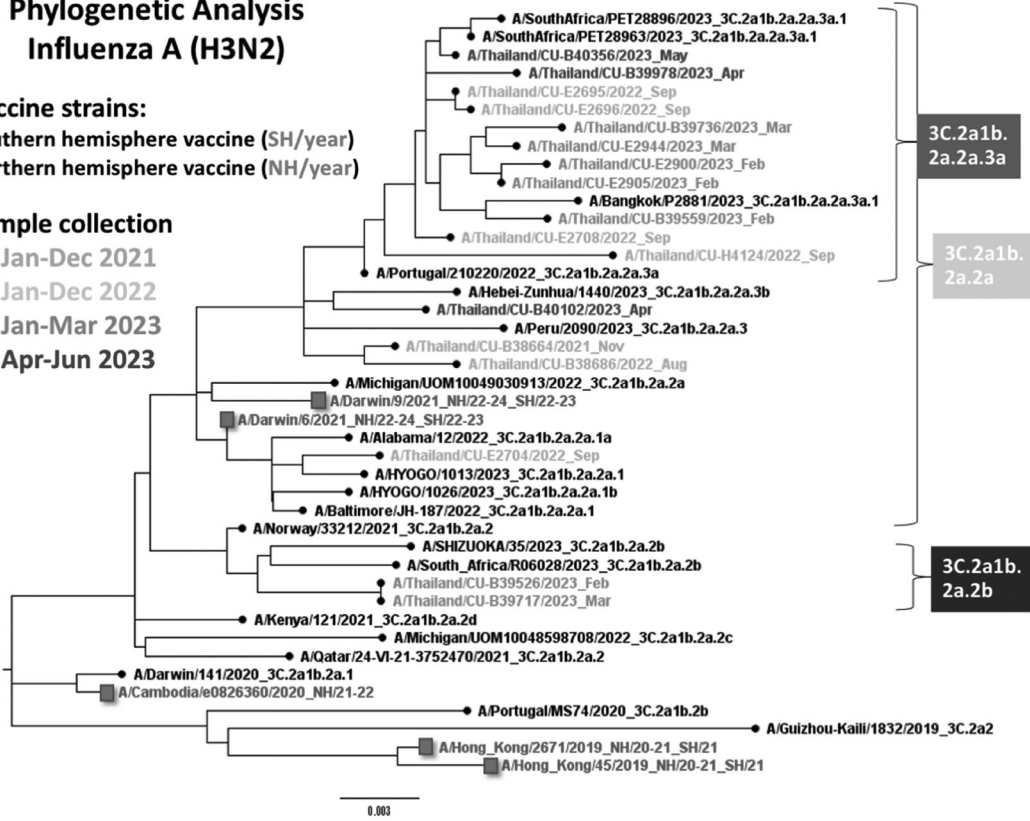 Phylogenetic Analysis
Influenza A (H3N2)
ccine strains:
uthern hemisphere vaccine (SH/year)
rthern hemisphere vaccine (NH/year)
mple collection
Jan-Dec 2021
Jan-Dec 2022
Jan-Mar 2023
Apr-Jun 2023
A/SouthAfrica/PET28896/2023_3C.2a1b.2a.2a.3a.1
A/SouthAfrica/PET28963/2023_3C.2a1b.2a.2a.3a.1
A/Thailand/CU-B40356/2023_May
A/Thailand/CU-B39978/2023_Apr
A/Thailand/CU-E2695/2022_Sep
A/Thailand/CU-E2696/2022_Sep
A/Thailand/CU-B39736/2023_Mar
A/Thailand/CU-E2944/2023_Mar
A/Thailand/CU-E2900/2023_Feb
A/Thailand/CU-E2905/2023_Feb
A/Bangkok/P2881/2023_3C.2a1b.2a.2a.3a.1
A/Thailand/CU-B39559/2023_Feb
A/Thailand/CU-E2708/2022_Sep
A/Thailand/CU-H4124/2022_Sep
A/Portugal/210220/2022_3C.2a1b.2a.2a.3a
A/Hebei-Zunhua/1440/2023_3C.2a1b.2a.2a.3b
A/Thailand/CU-B40102/2023_Apr
A/Peru/2090/2023_3C.2a1b.2a.2a.3
A/Thailand/CU-B38664/2021_Nov
A/Thailand/CU-B38686/2022_Aug
A/Michigan/UOM10049030913/2022_3C.2a1b.2a.2a
A/Darwin/9/2021_NH/22-24_SH/22-23
A/Darwin/6/2021_NH/22-24_SH/22-23
A/Alabama/12/2022_3C.2a1b.2a.2a.1a
A/Thailand/CU-E2704/2022_Sep
A/HYOGO/1013/2023_3C.2a1b.2a.2a.1
A/HYOGO/1026/2023_3C.2a1b.2a.2a.1b
A/Baltimore/JH-187/2022_3C.2a1b.2a.2a.1
A/Norway/33212/2021_3C.2a1b.2a.2
A/SHIZUOKA/35/2023_3C.2a1b.2a.2b
A/South_Africa/R06028/2023_3C.2a1b.2a.2b
A/Thailand/CU-B39526/2023_Feb
A/Thailand/CU-B39717/2023_Mar
A/Kenya/121/2021_3C.2a1b.2a.2d
A/Michigan/UOM10048598708/2022_3C.2a1b.2a.2c
A/Qatar/24-VI-21-3752470/2021_3C.2a1b.2a.2
A/Darwin/141/2020_3C.2a1b.2a.1
A/Cambodia/e0826360/2020_NH/21-22
A/Portugal/MS74/2020_3C.2a1b.2b
A/Guizhou-Kaili/1832/2019_3C.2a2
A/Hong_Kong/2671/2019_NH/20-21_SH/21
A/Hong_Kong/45/2019_NH/20-21_SH/21
3C.2a1b.
2a.2a.3a
3C.2a1b.
2a.2a
3C.2a1b.
2a.2b
0.003